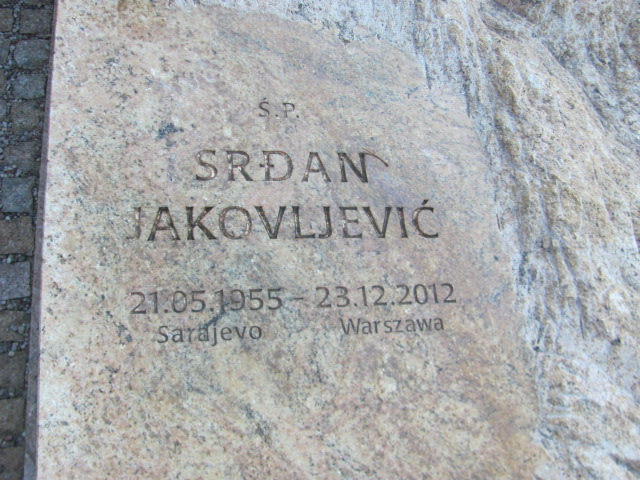 Ś.P.
SRĐAN
JAKOVLJEVIĆ
21.05.1955 – 23.12.2012
Sarajevo Warszawa